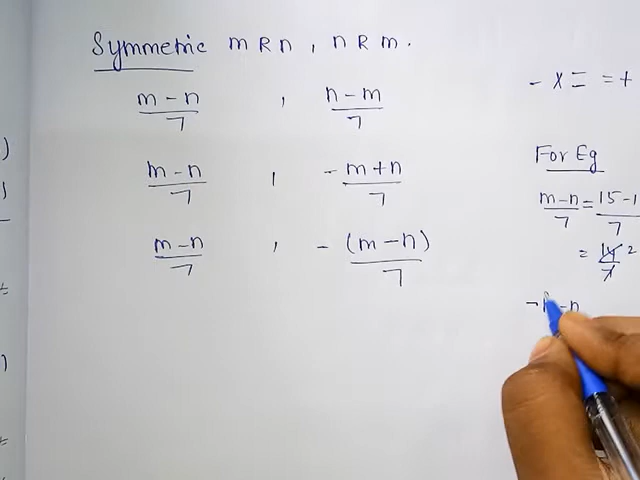 Symmetric m R n , n R m.
m − n / 7 , n − m / 7
m − n / 7 , − m + n / 7
m − n / 7 , − (m − n) / 7
− × = = +
For Eg
m − n / 7 = 15 − 1 / 7
= 14 / 7 2
− n
)
)